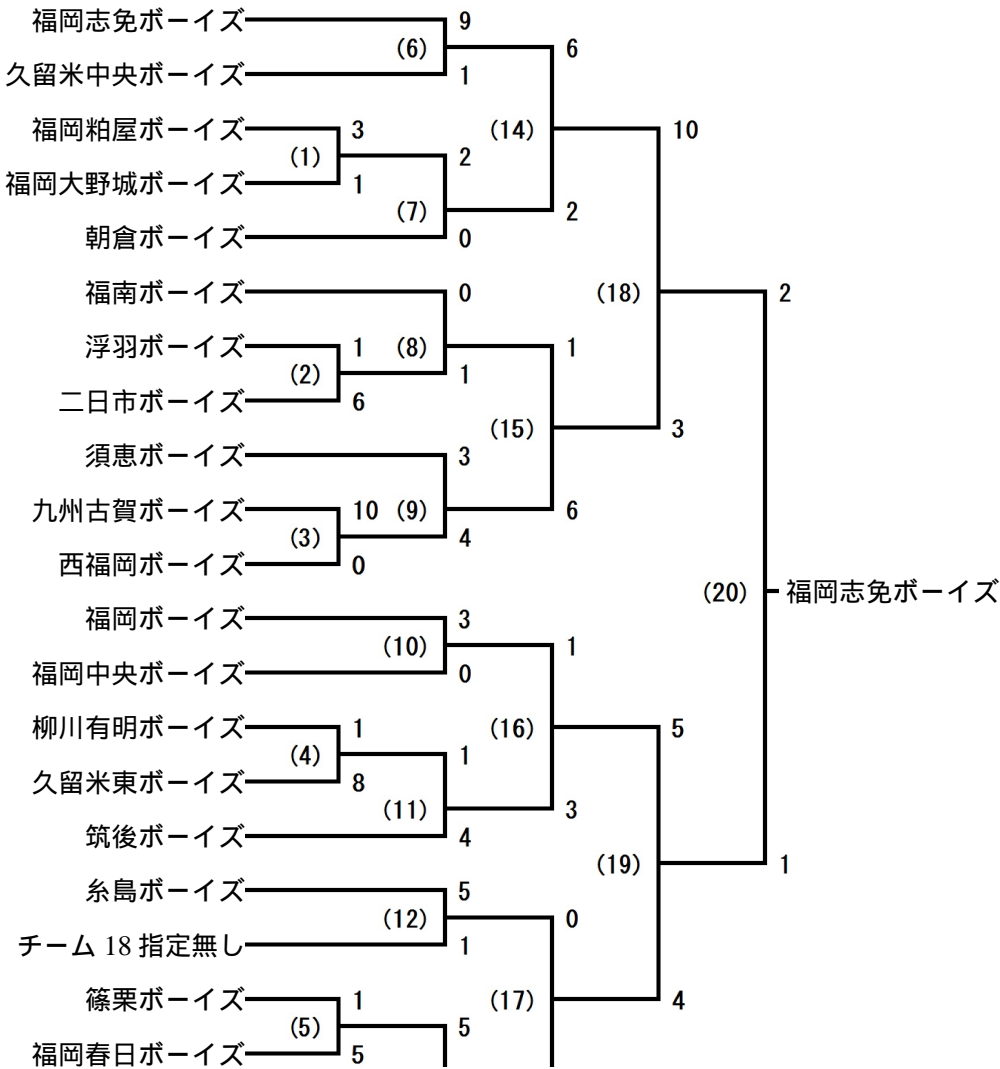 福岡志免ボーイズ 9
(6) 6
久留米中央ボーイズ 1
福岡粕屋ボーイズ 3 (14) 10
(1) 2
福岡大野城ボーイズ 1
(7) 2
朝倉ボーイズ 0
福南ボーイズ 0 (18) 2
浮羽ボーイズ 1 (8) 1
(2) 1
二日市ボーイズ 6
(15) 3
須恵ボーイズ 3
九州古賀ボーイズ 10 (9) 6
(3) 4
西福岡ボーイズ 0
(20) 福岡志免ボーイズ
福岡ボーイズ 3
(10) 1
福岡中央ボーイズ 0
柳川有明ボーイズ 1 (16) 5
(4) 1
久留米東ボーイズ 8
(11) 3
筑後ボーイズ 4
(19) 1
糸島ボーイズ 5
(12) 0
チーム 18 指定無し 1
篠栗ボーイズ 1 (17) 4
(5) 5
福岡春日ボーイズ 5